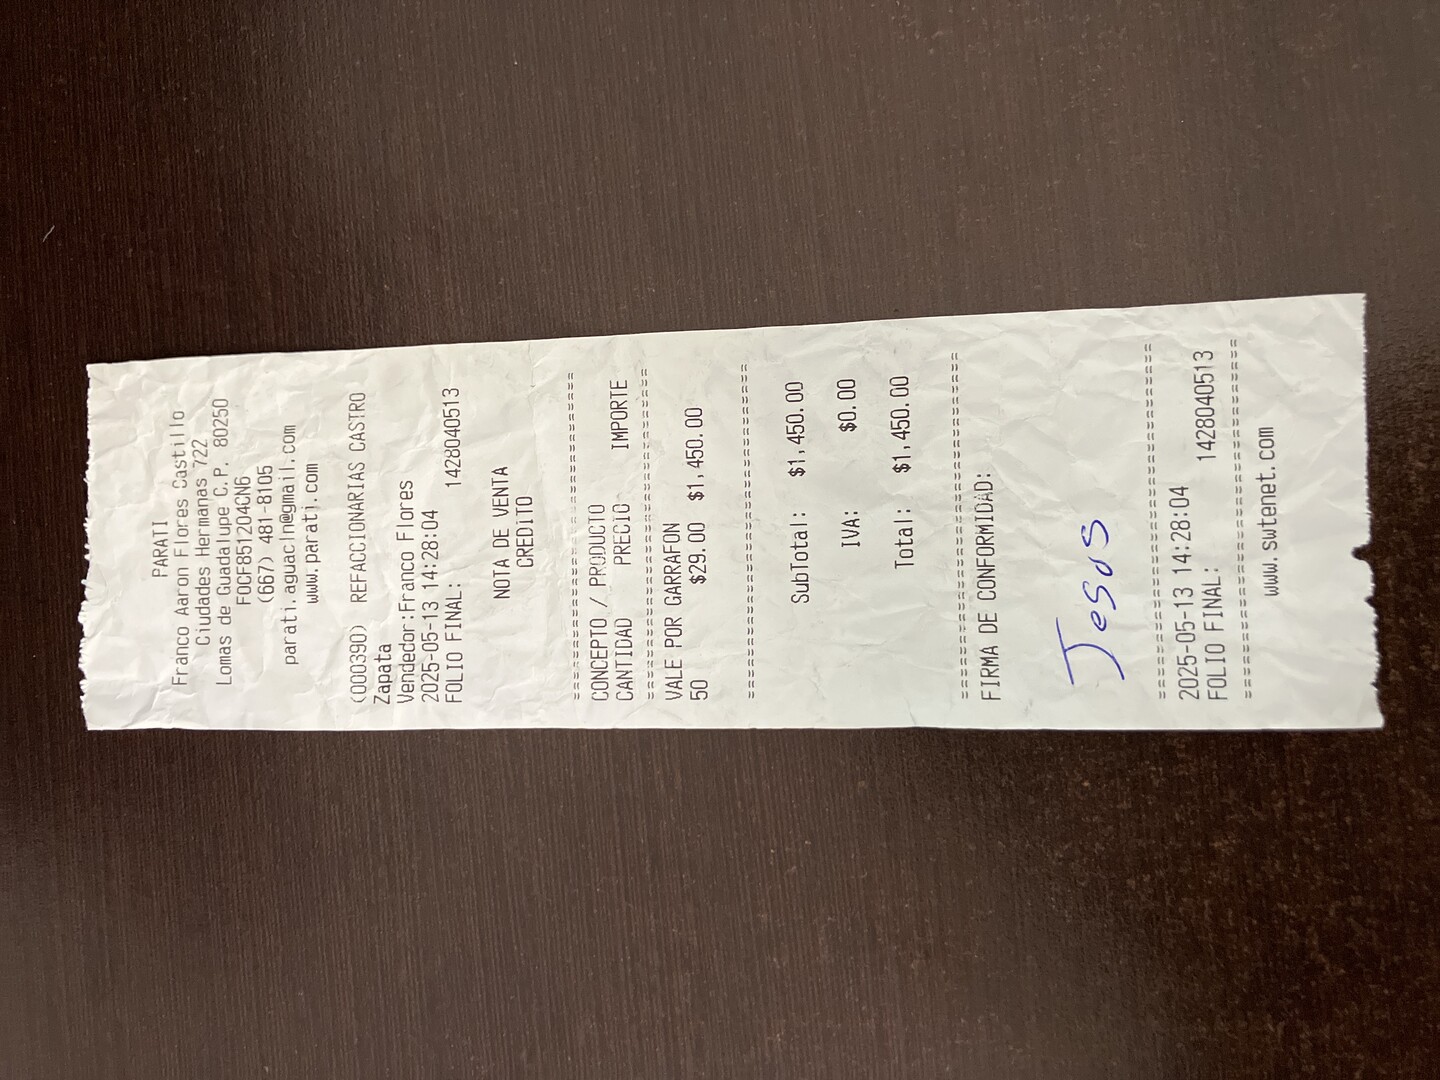 PARATI
Franco Aaron Flores Castillo
Ciudades Hermanas 722
Lomas de Guadalupe C.P. 80250
FOCF851204CN6
(667) 481-8105
parati.aguacln@gmail.com
www.parati.com
(000390) REFACCIONARIAS CASTRO
Zapata
Vendedor:Franco Flores
2025-05-13 14:28:04
FOLIO FINAL: 1428040513
NOTA DE VENTA
CREDITO
================================
CONCEPTO / PRODUCTO
CANTIDAD PRECIO IMPORTE
================================
VALE POR GARRAFON
50 $29.00 $1,450.00
================================
SubTotal: $1,450.00
IVA: $0.00
Total: $1,450.00
================================
FIRMA DE CONFORMIDAD:
Jesus
================================
2025-05-13 14:28:04
FOLIO FINAL: 1428040513
================================
www.swtenet.com